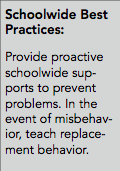 Schoolwide Best
Practices:
Provide proactive
schoolwide sup-
ports to prevent
problems. In the
event of misbehav-
ior, teach replace-
ment behavior.